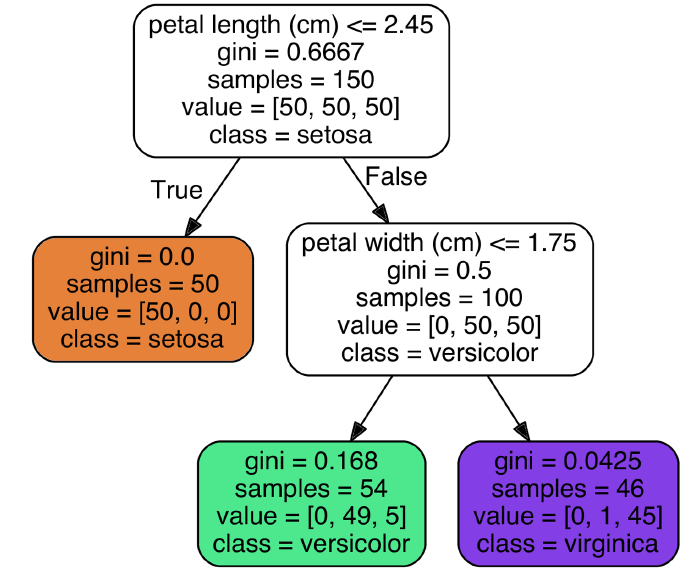 petal length (cm) <= 2.45
gini = 0.6667
samples = 150
value = [50, 50, 50]
class = setosa
True
False
gini = 0.0
samples = 50
value = [50, 0, 0]
class = setosa
petal width (cm) <= 1.75
gini = 0.5
samples = 100
value = [0, 50, 50]
class = versicolor
gini = 0.168
samples = 54
value = [0, 49, 5]
class = versicolor
gini = 0.0425
samples = 46
value = [0, 1, 45]
class = virginica